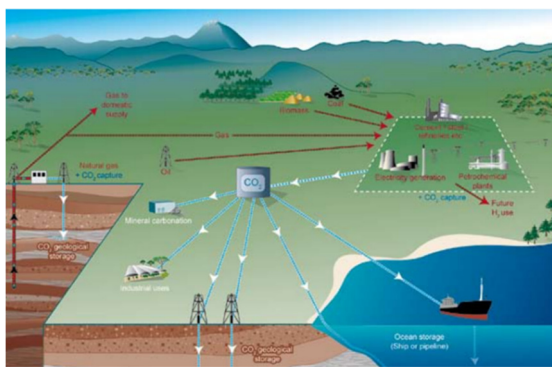 Gas to
domestic
supply
Coal
Biomass
Cement / steel /
refineries etc
Gas
Natural gas
+ CO₂ capture
Oil
Electricity generation
Petrochemical
plants
+ CO₂ capture
Future
H₂ use
CO₂
Mineral carbonation
CO₂ geological
storage
Industrial uses
Ocean storage
(Ship or pipeline)
CO₂ geological
storage